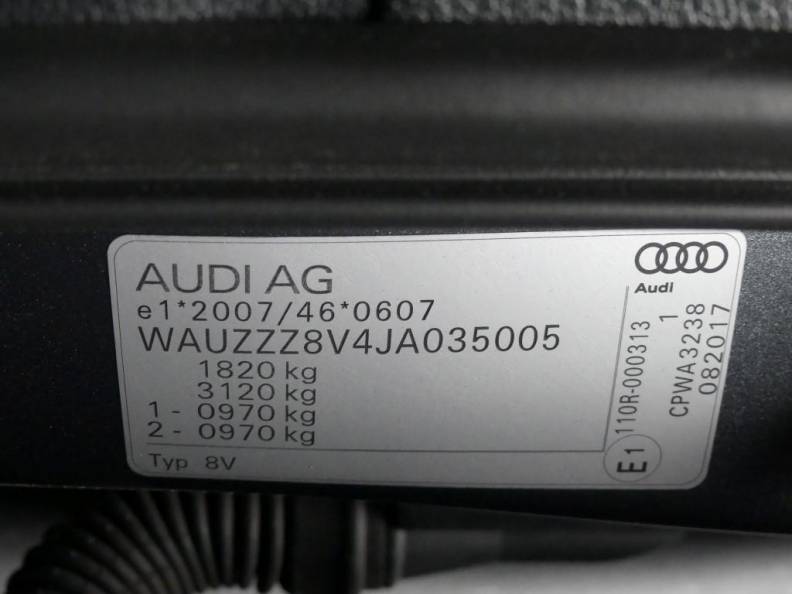 AUDI AG
e1*2007/46*0607
WAUZZZ8V4JA035005
1820 kg
3120 kg
1 - 0970 kg
2 - 0970 kg
Typ 8V
Audi
E1
110R-000313
1
CPWA3238
082017